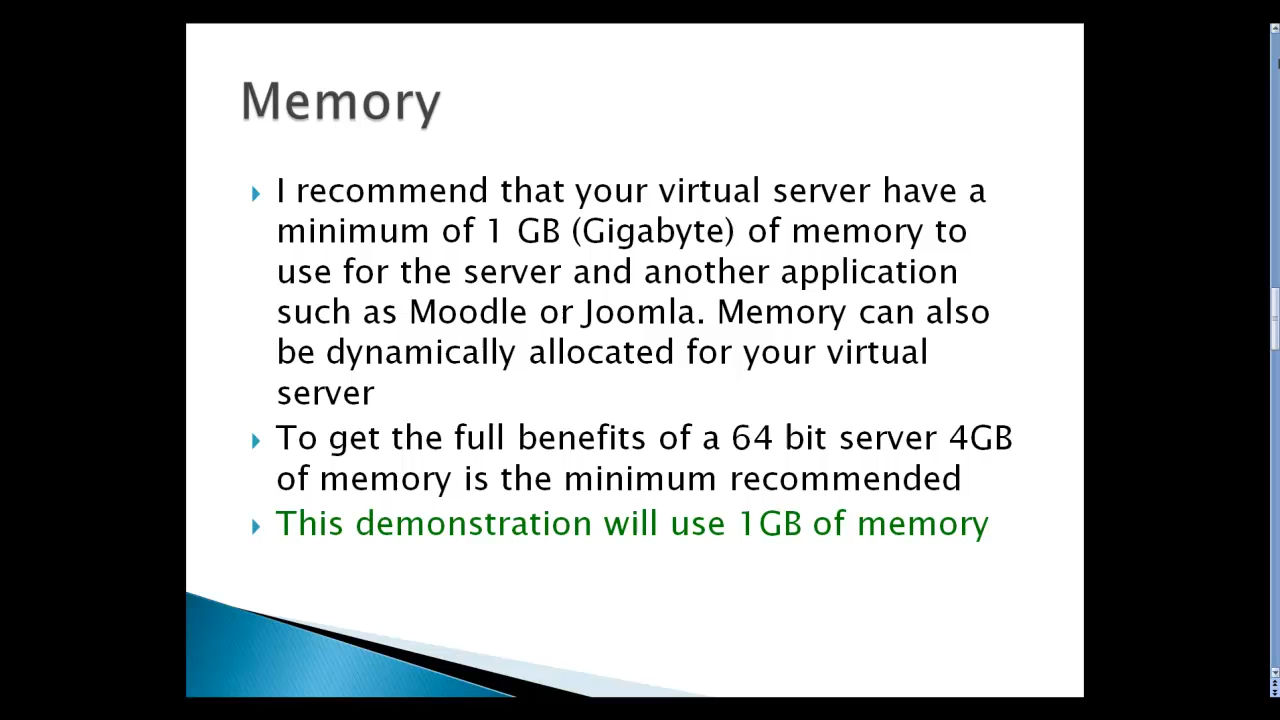 Memory
I recommend that your virtual server have a
minimum of 1 GB (Gigabyte) of memory to
use for the server and another application
such as Moodle or Joomla. Memory can also
be dynamically allocated for your virtual
server
To get the full benefits of a 64 bit server 4GB
of memory is the minimum recommended
This demonstration will use 1GB of memory